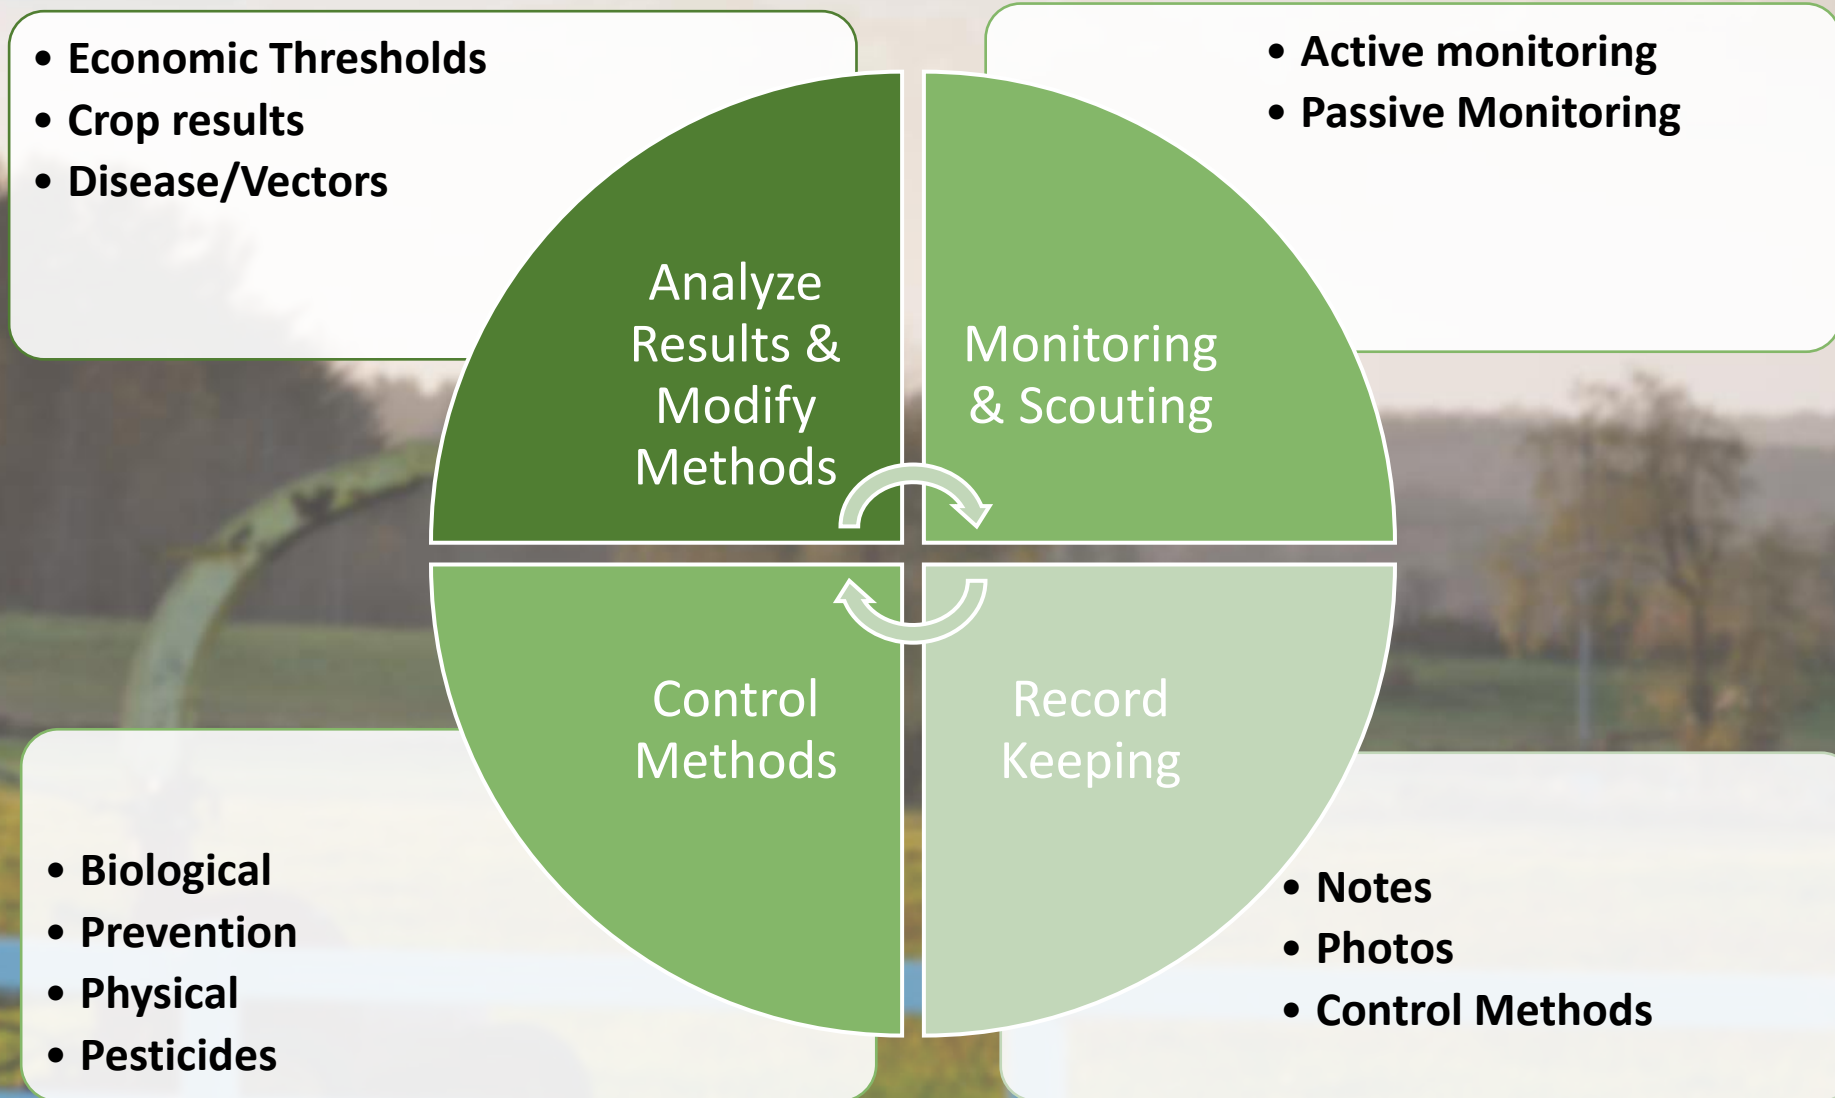 • Economic Thresholds
• Crop results
• Disease/Vectors
• Active monitoring
• Passive Monitoring
Analyze
Results &
Modify
Methods
Monitoring
& Scouting
Control
Methods
Record
Keeping
• Biological
• Prevention
• Physical
• Pesticides
• Notes
• Photos
• Control Methods